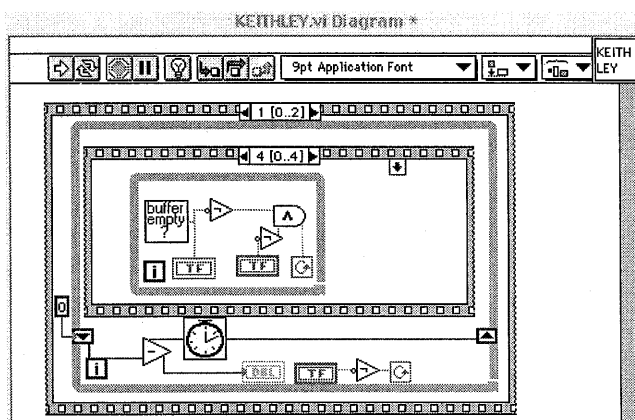 KEITHLEY.vi Diagram *
KEITH
LEY
9pt Application Font
1 [0..2]
4 [0..4]
buffer
empty
?
i
TF
TF
0
i
DBL
TF